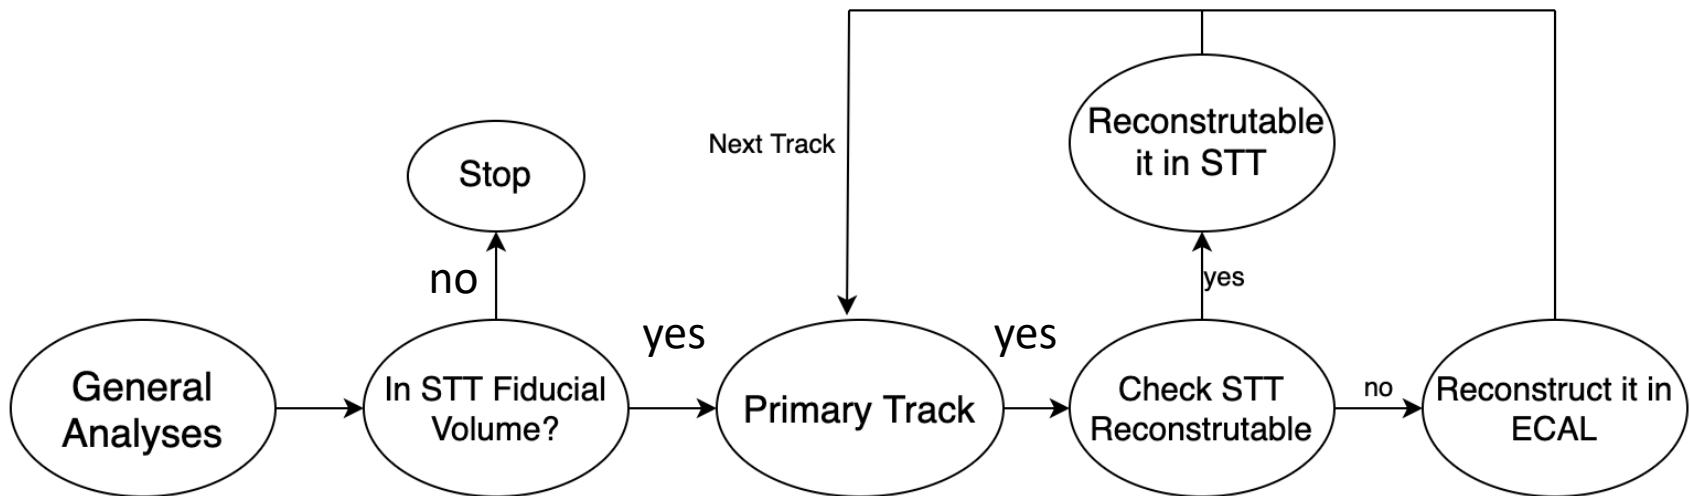 Next Track
Reconstrutable
it in STT
Stop
no
yes
yes
yes
General
Analyses
In STT Fiducial
Volume?
Primary Track
Check STT
Reconstrutable
no
Reconstruct it in
ECAL